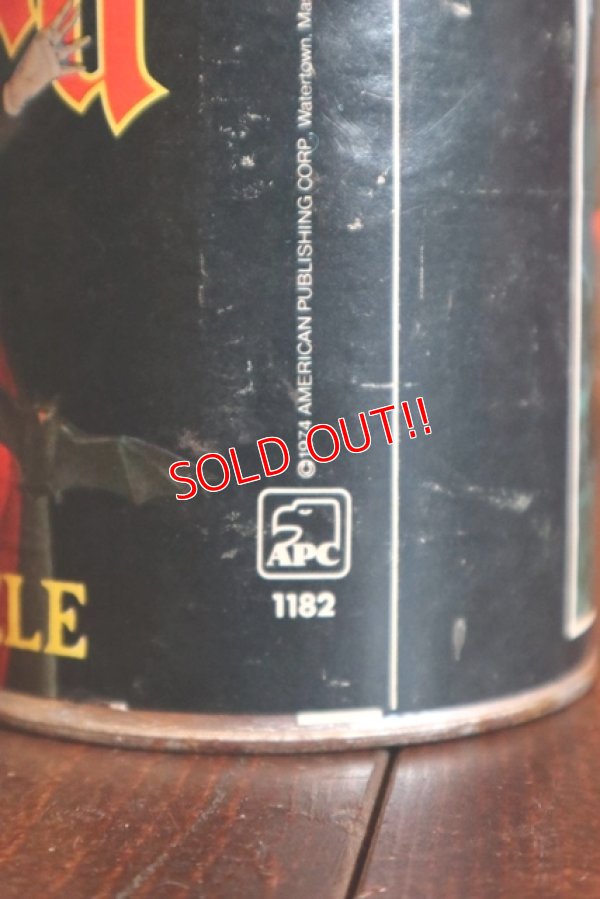 ©1974 AMERICAN PUBLISHING CORP., Watertown, Ma
SOLD OUT!!
APC
1182
LE